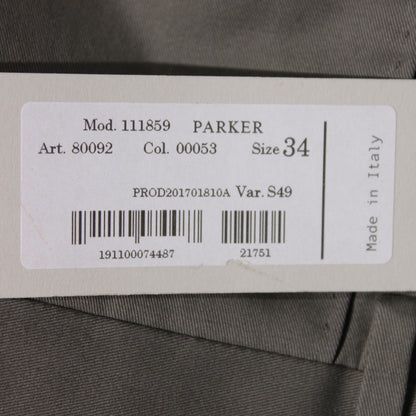 Mod. 111859 PARKER
Art. 80092 Col. 00053 Size 34
PROD201701810A Var. S49
191100074487 21751
Made in Italy